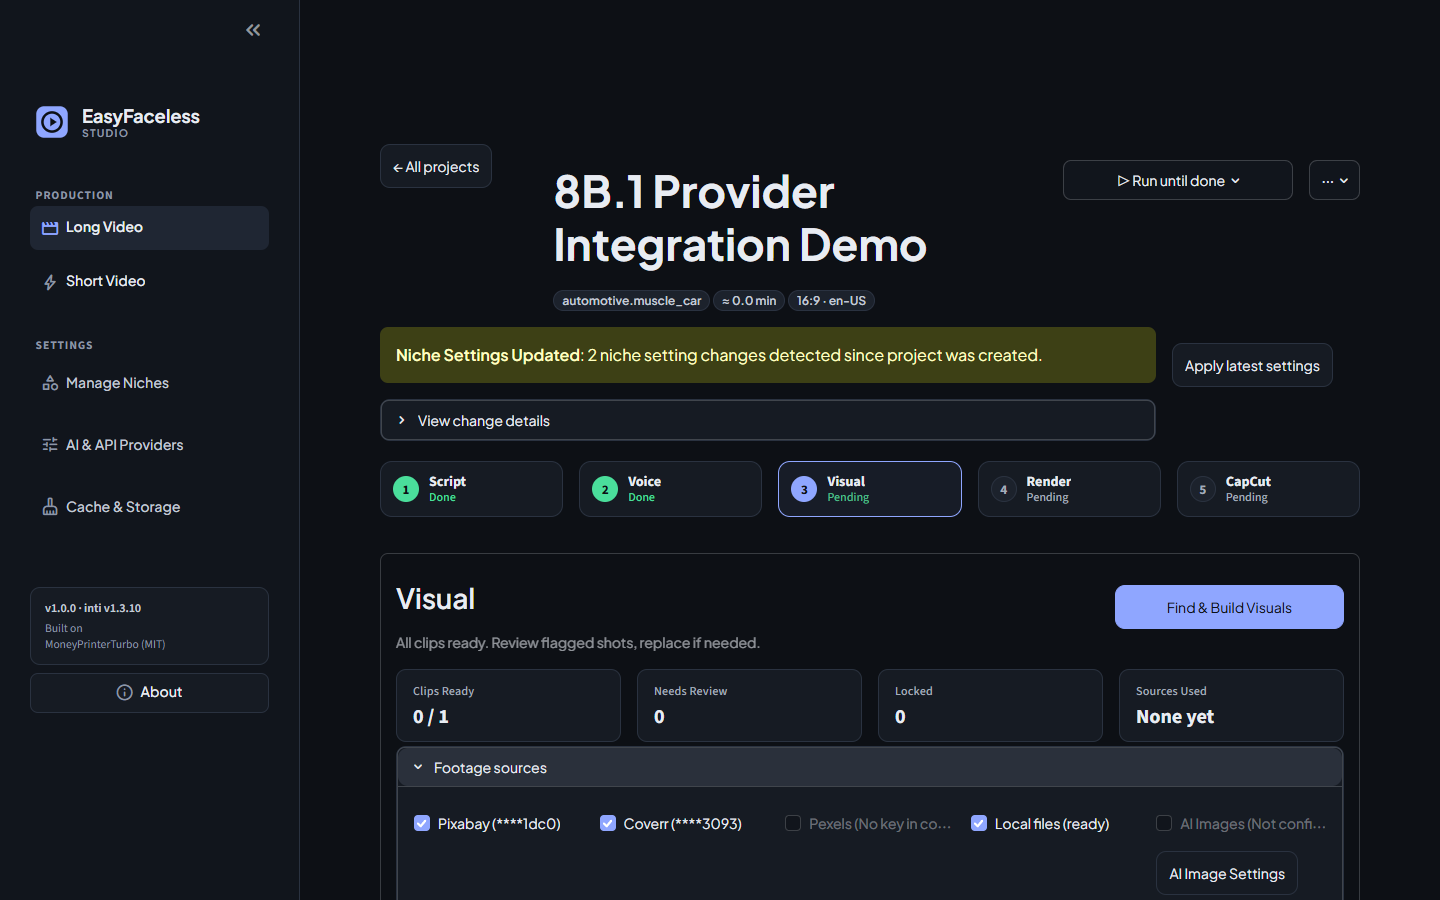 EasyFaceless
STUDIO
PRODUCTION
Long Video
Short Video
SETTINGS
Manage Niches
AI & API Providers
Cache & Storage
v1.0.0 · inti v1.3.10
Built on
MoneyPrinterTurbo (MIT)
About
← All projects
8B.1 Provider
Integration Demo
▷ Run until done
...
automotive.muscle_car
≈ 0.0 min
16:9 · en-US
Niche Settings Updated: 2 niche setting changes detected since project was created.
Apply latest settings
View change details
1 Script
Done
2 Voice
Done
3 Visual
Pending
4 Render
Pending
5 CapCut
Pending
Visual
Find & Build Visuals
All clips ready. Review flagged shots, replace if needed.
Clips Ready
0 / 1
Needs Review
0
Locked
0
Sources Used
None yet
Footage sources
Pixabay (****1dc0)
Coverr (****3093)
Pexels (No key in co...
Local files (ready)
AI Images (Not confi...
AI Image Settings